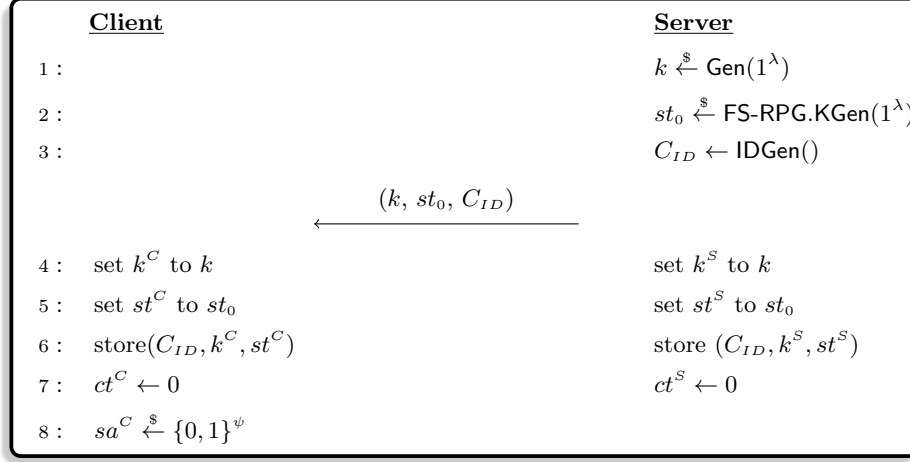 Client Server
1 : k ←$ Gen(1^λ)
2 : st_0 ←$ FS-RPG.KGen(1^λ)
3 : C_ID ← IDGen()
(k, st_0, C_ID)
4 : set k^C to k set k^S to k
5 : set st^C to st_0 set st^S to st_0
6 : store(C_ID, k^C, st^C) store (C_ID, k^S, st^S)
7 : ct^C ← 0 ct^S ← 0
8 : sa^C ←$ {0, 1}^ψ